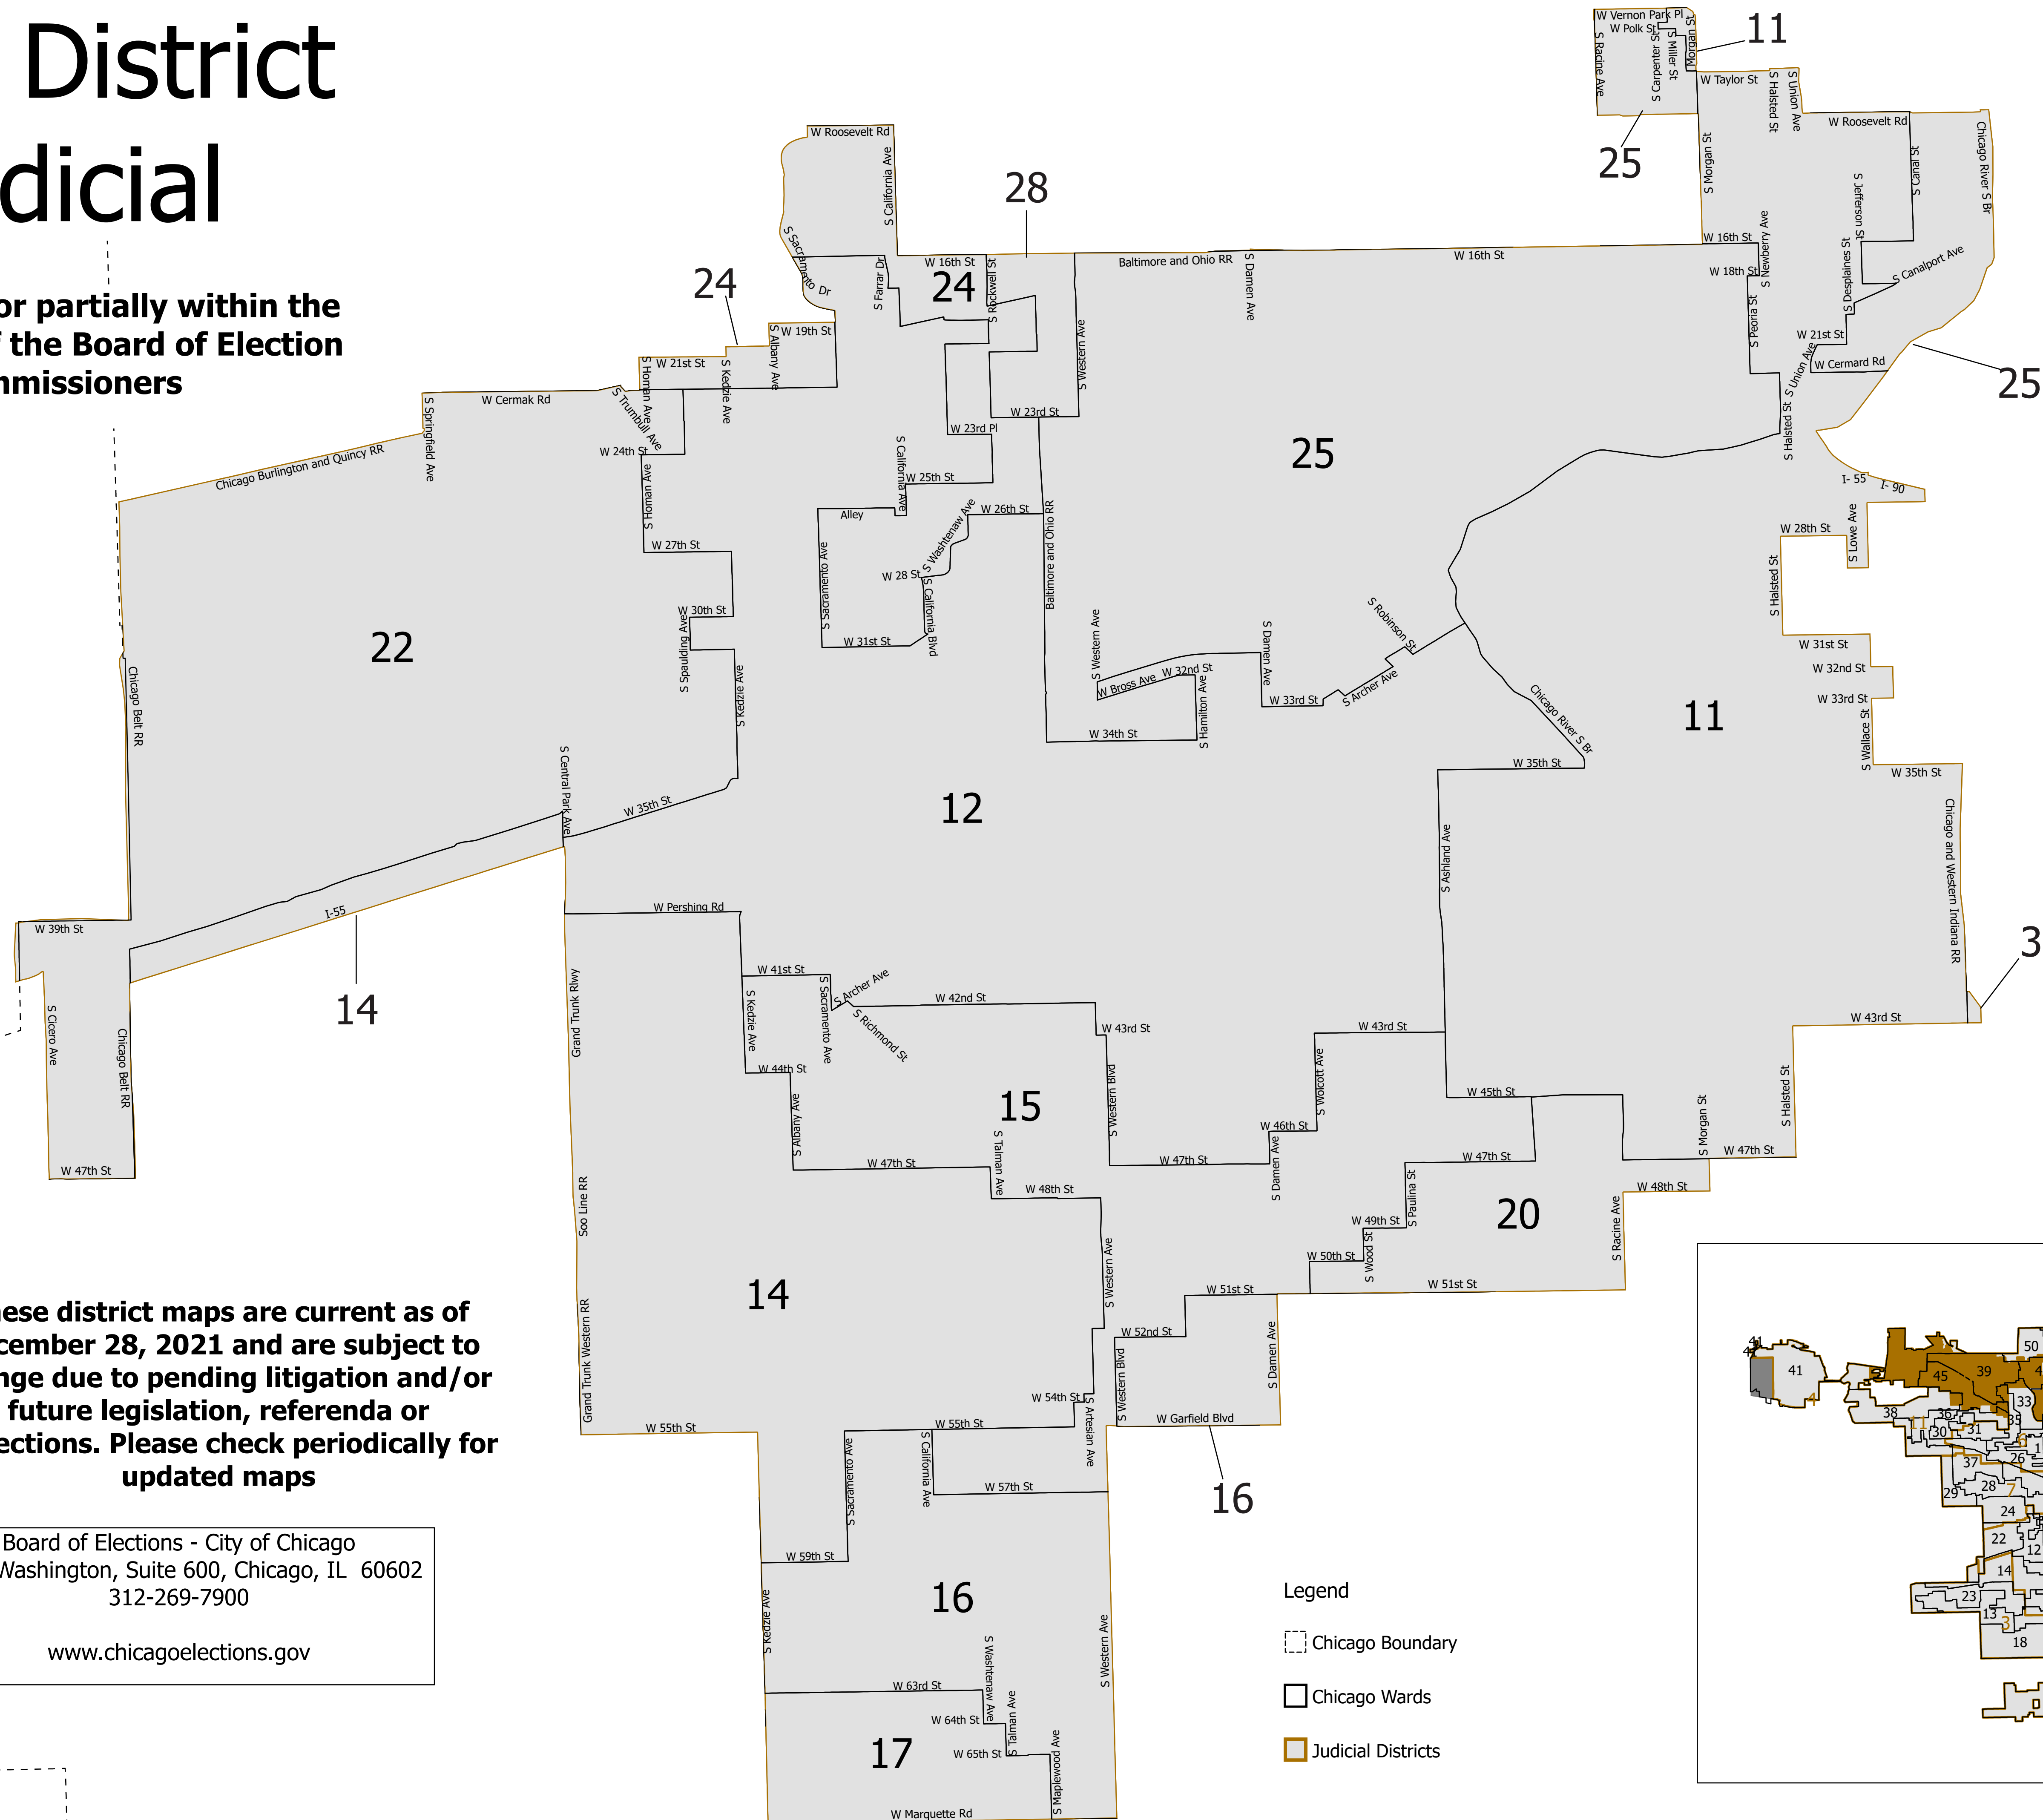 District
dicial
or partially within the
f the Board of Election
nmissioners
W Vernon Park Pl
W Polk St
S Racine Ave
S Carpenter St
S Miller St
Morgan St
11
W Taylor St
S Halsted St
S Union Ave
25
W Roosevelt Rd
S Morgan St
S Jefferson St
S Canal St
Chicago River S Br
W Roosevelt Rd
S California Ave
28
S Sacramento Dr
S Farrar Dr
W 16th St
24
S Rockwell St
Baltimore and Ohio RR
S Damen Ave
W 16th St
W 16th St
S Newberry Ave
W 18th St
S Peoria St
S Desplaines St
S Canalport Ave
W 21st St
S Union Ave
W Cermard Rd
S Halsted St
25
24
W 19th St
S Albany Ave
W 21st St
S Homan Ave
S Kedzie Ave
S Western Ave
W Cermak Rd
S Trumbull Ave
S Springfield Ave
Chicago Burlington and Quincy RR
W 24th St
S Homan Ave
W 23rd St
W 23rd Pl
S California Ave
W 25th St
25
Alley
W 26th St
S Washtenaw Ave
W 28 St
S California Blvd
S Sacramento Ave
W 31st St
Baltimore and Ohio RR
W 27th St
W 30th St
S Spaulding Ave
S Kedzie Ave
22
Chicago Belt RR
I- 55
I- 90
W 28th St
S Lowe Ave
S Halsted St
W 31st St
W 32nd St
W 33rd St
S Wallace St
W 35th St
11
S Western Ave
W Bross Ave
W 32nd St
S Hamilton Ave
S Damen Ave
W 33rd St
S Archer Ave
S Robinson St
Chicago River S Br
W 34th St
W 35th St
12
S Central Park Ave
W 35th St
S Ashland Ave
Chicago and Western Indiana RR
W Pershing Rd
I-55
14
W 39th St
S Cicero Ave
Chicago Belt RR
W 47th St
3
W 43rd St
Grand Trunk Rlwy
W 41st St
S Kedzie Ave
S Sacramento Ave
S Archer Ave
S Richmond St
W 42nd St
W 43rd St
W 43rd St
W 44th St
S Albany Ave
15
S Western Blvd
S Wolcott Ave
W 45th St
S Morgan St
S Halsted St
W 46th St
S Talman Ave
W 47th St
W 47th St
S Damen Ave
W 47th St
W 47th St
W 48th St
W 48th St
S Paulina St
20
W 49th St
S Wood St
W 50th St
S Racine Ave
Soo Line RR
14
S Western Ave
W 51st St
W 51st St
Grand Trunk Western RR
W 52nd St
S Western Blvd
S Damen Ave
W 54th St
S Artesian Ave
W Garfield Blvd
W 55th St
W 55th St
S Sacramento Ave
S California Ave
W 57th St
16
W 59th St
S Kedzie Ave
16
S Western Ave
W 63rd St
S Washtenaw Ave
W 64th St
S Talman Ave
W 65th St
S Maplewood Ave
17
W Marquette Rd
ese district maps are current as of
cember 28, 2021 and are subject to
nge due to pending litigation and/or
future legislation, referenda or
ections. Please check periodically for
updated maps
Board of Elections - City of Chicago
Washington, Suite 600, Chicago, IL 60602
312-269-7900
www.chicagoelections.gov
Legend
Chicago Boundary
Chicago Wards
Judicial Districts
41
41
4
50
45
39
38
11
36
33
35
30
31
6
26
37
29
28
7
24
22
12
14
23
13
3
18